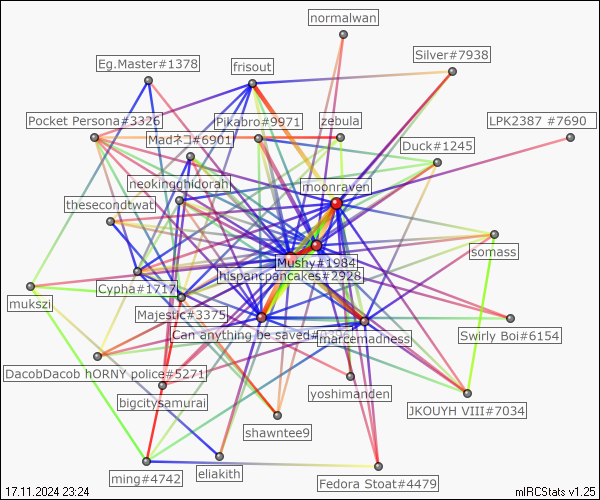 normalwan
Silver#7938
Eg.Master#1378
frisout
Pocket Persona#3326
Pikabro#9971
zebula
LPK2387 #7690
Madネコ#6901
Duck#1245
neokingghidorah
moonraven
thesecondtwat
somass
Mushy#1984
hispancpancakes#2928
Cypha#1717
mukszi
Majestic#3375
Can anything be saved
marcemadness
Swirly Boi#6154
DacobDacob hORNY police#5271
bigcitysamurai
yoshimanden
JKOUYH VIII#7034
shawntee9
ming#4742
eliakith
Fedora Stoat#4479
17.11.2024 23:24
mIRCStats v1.25